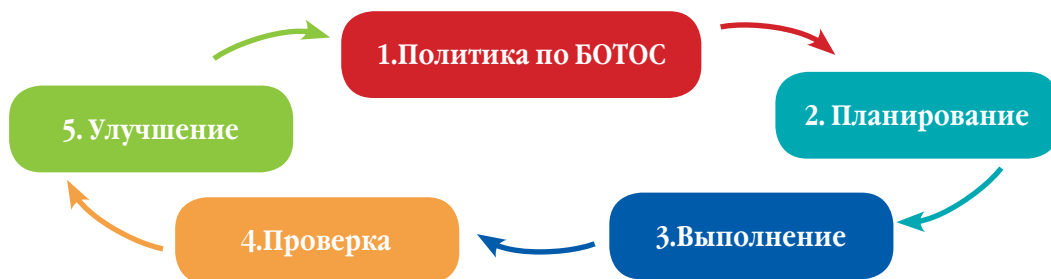 1.Политика по БОТОС
2. Планирование
3.Выполнение
4.Проверка
5. Улучшение